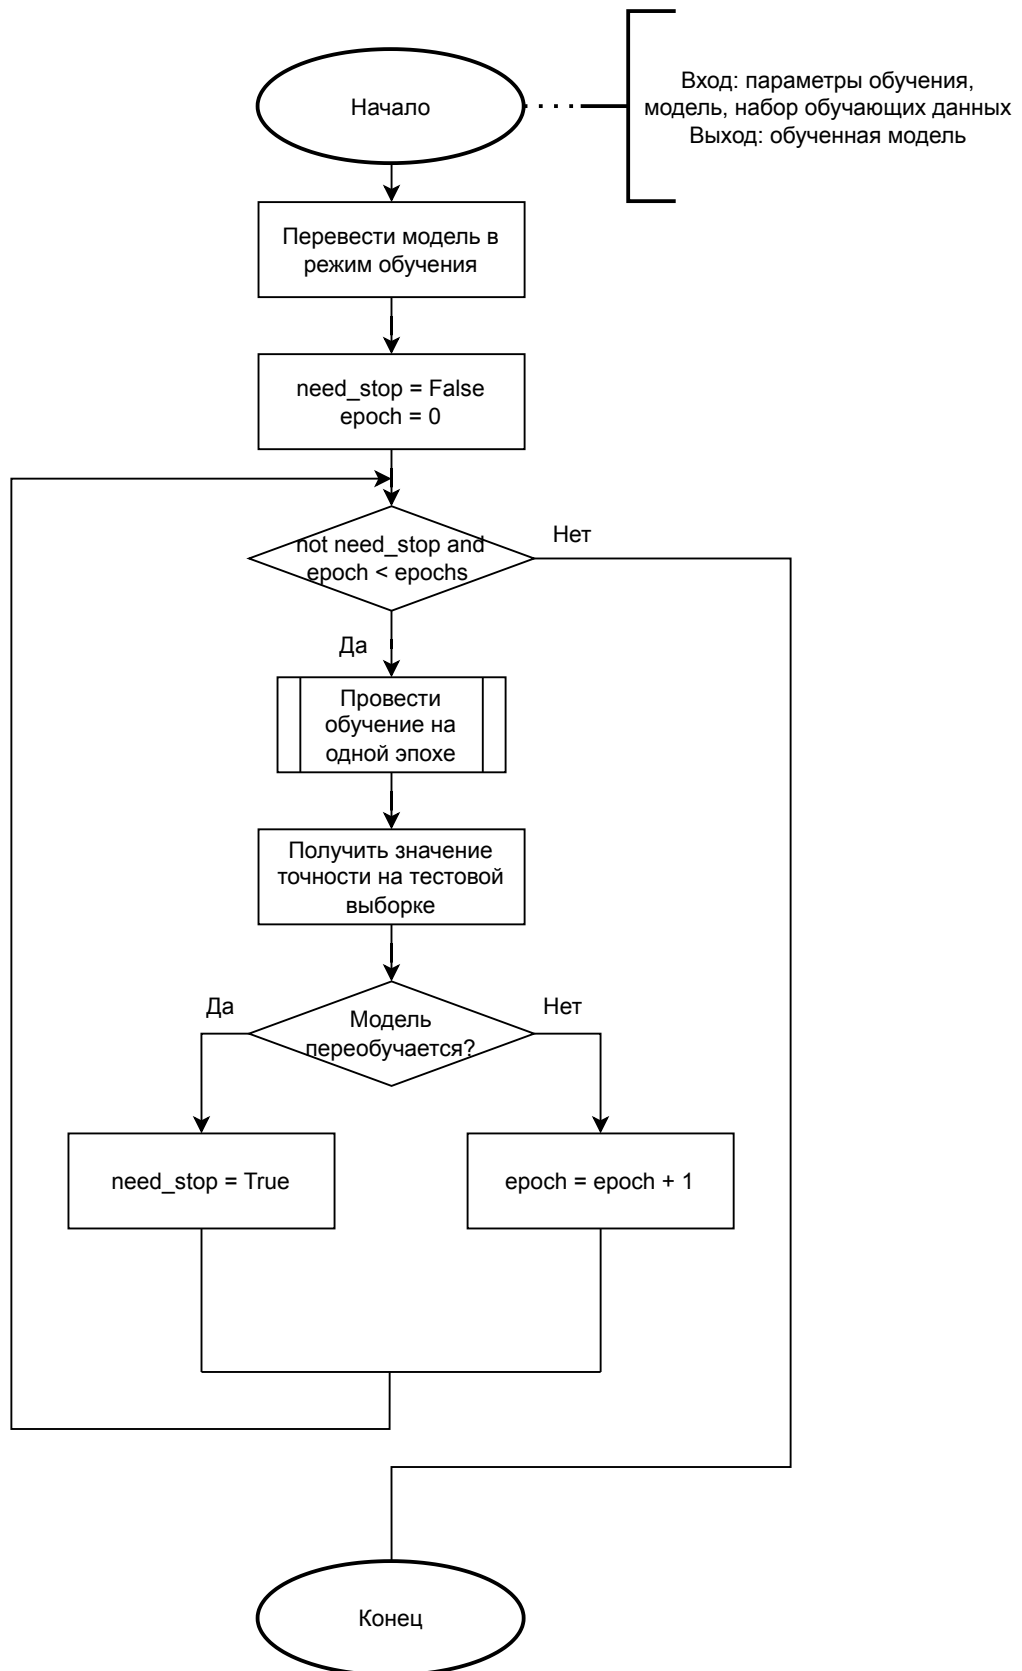 Начало
Вход: параметры обучения,
модель, набор обучающих данных
Выход: обученная модель
Перевести модель в
режим обучения
need_stop = False
epoch = 0
not need_stop and
epoch < epochs
Нет
Да
Провести
обучение на
одной эпохе
Получить значение
точности на тестовой
выборке
Да
Модель
переобучается?
Нет
need_stop = True
epoch = epoch + 1
Конец